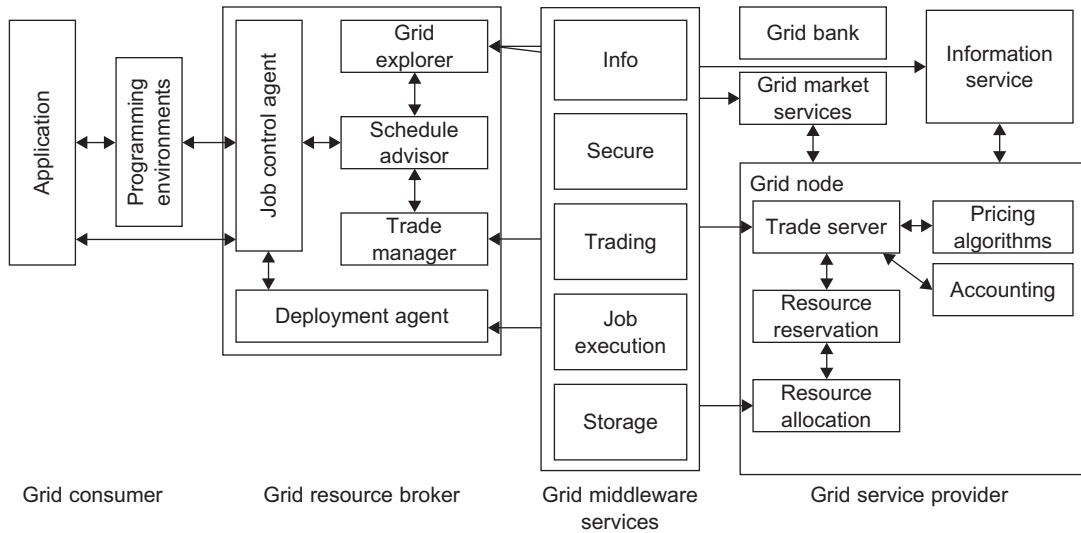 Application
Programming
environments
Job control agent
Grid
explorer
Schedule
advisor
Trade
manager
Deployment agent
Info
Secure
Trading
Job
execution
Storage
Grid bank
Grid market
services
Information
service
Grid node
Trade server
Pricing
algorithms
Accounting
Resource
reservation
Resource
allocation
Grid consumer
Grid resource broker
Grid middleware
services
Grid service provider